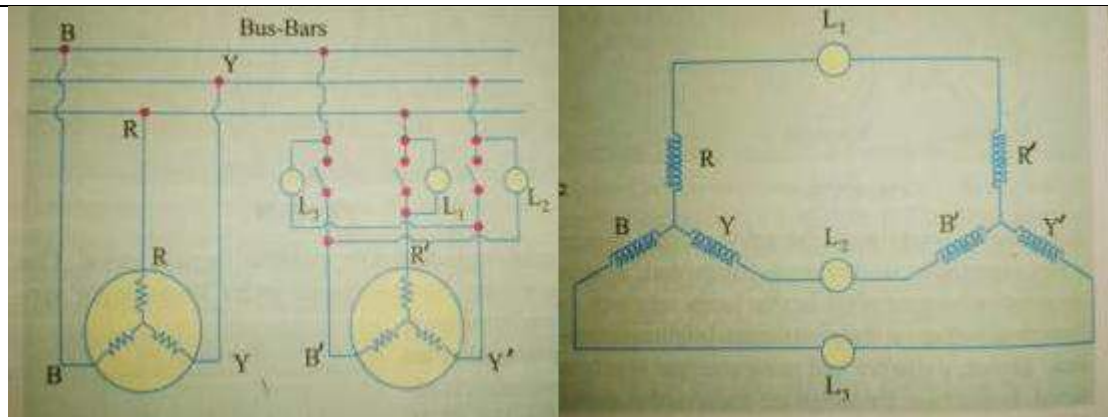 B Bus-Bars
Y
R
L3 L1 L2
R R'
B Y B' Y'
L1
R R'
B Y L2 B' Y'
L3